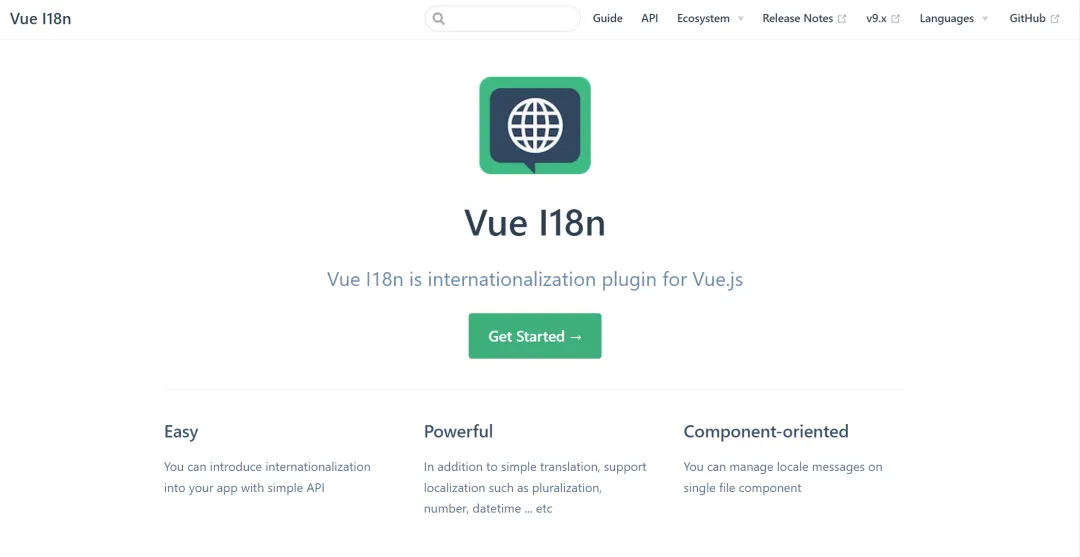 Vue I18n
Guide API Ecosystem Release Notes v9.x Languages GitHub
Vue I18n
Vue I18n is internationalization plugin for Vue.js
Get Started →
Easy
You can introduce internationalization
into your app with simple API
Powerful
In addition to simple translation, support
localization such as pluralization,
number, datetime ... etc
Component-oriented
You can manage locale messages on
single file component